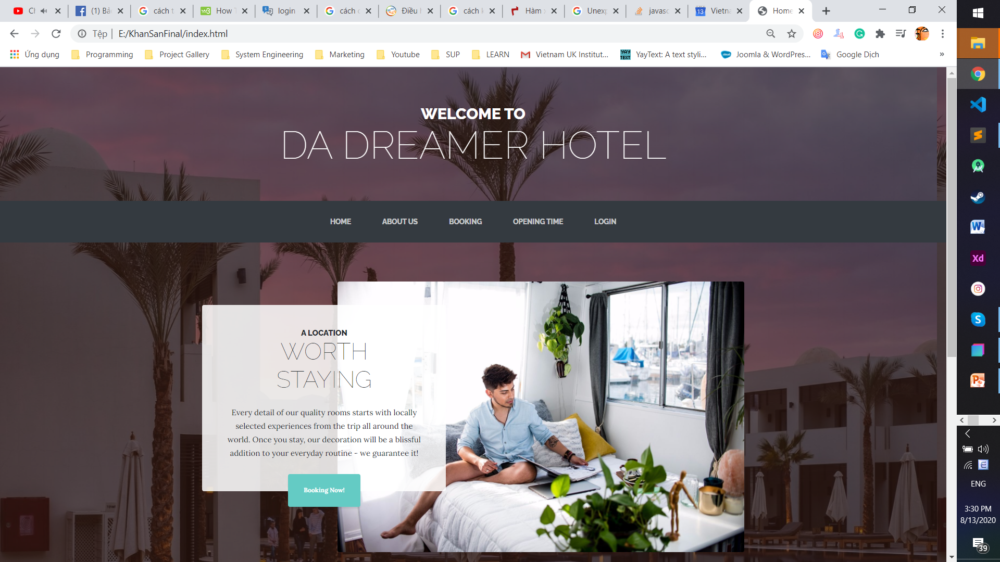 Ch
(1) Bả
cách t
How T
login
cách c
Điều h
cách k
Hàm x
Unexp
javasc
13
Vietna
Home
Tệp
E:/KhanSanFinal/index.html
Ứng dụng
Programming
Project Gallery
System Engineering
Marketing
Youtube
SUP
LEARN
Vietnam UK Institut...
YAY TEXT
YayText: A text styli...
Joomla & WordPres...
Google Dịch
»
WELCOME TO
DA DREAMER HOTEL
HOME
ABOUT US
BOOKING
OPENING TIME
LOGIN
A LOCATION
WORTH
STAYING
Every detail of our quality rooms starts with locally
selected experiences from the trip all around the
world. Once you stay, our decoration will be a blissful
addition to your everyday routine - we guarantee it!
Booking Now!
Xd
ENG
3:30 PM
8/13/2020
39